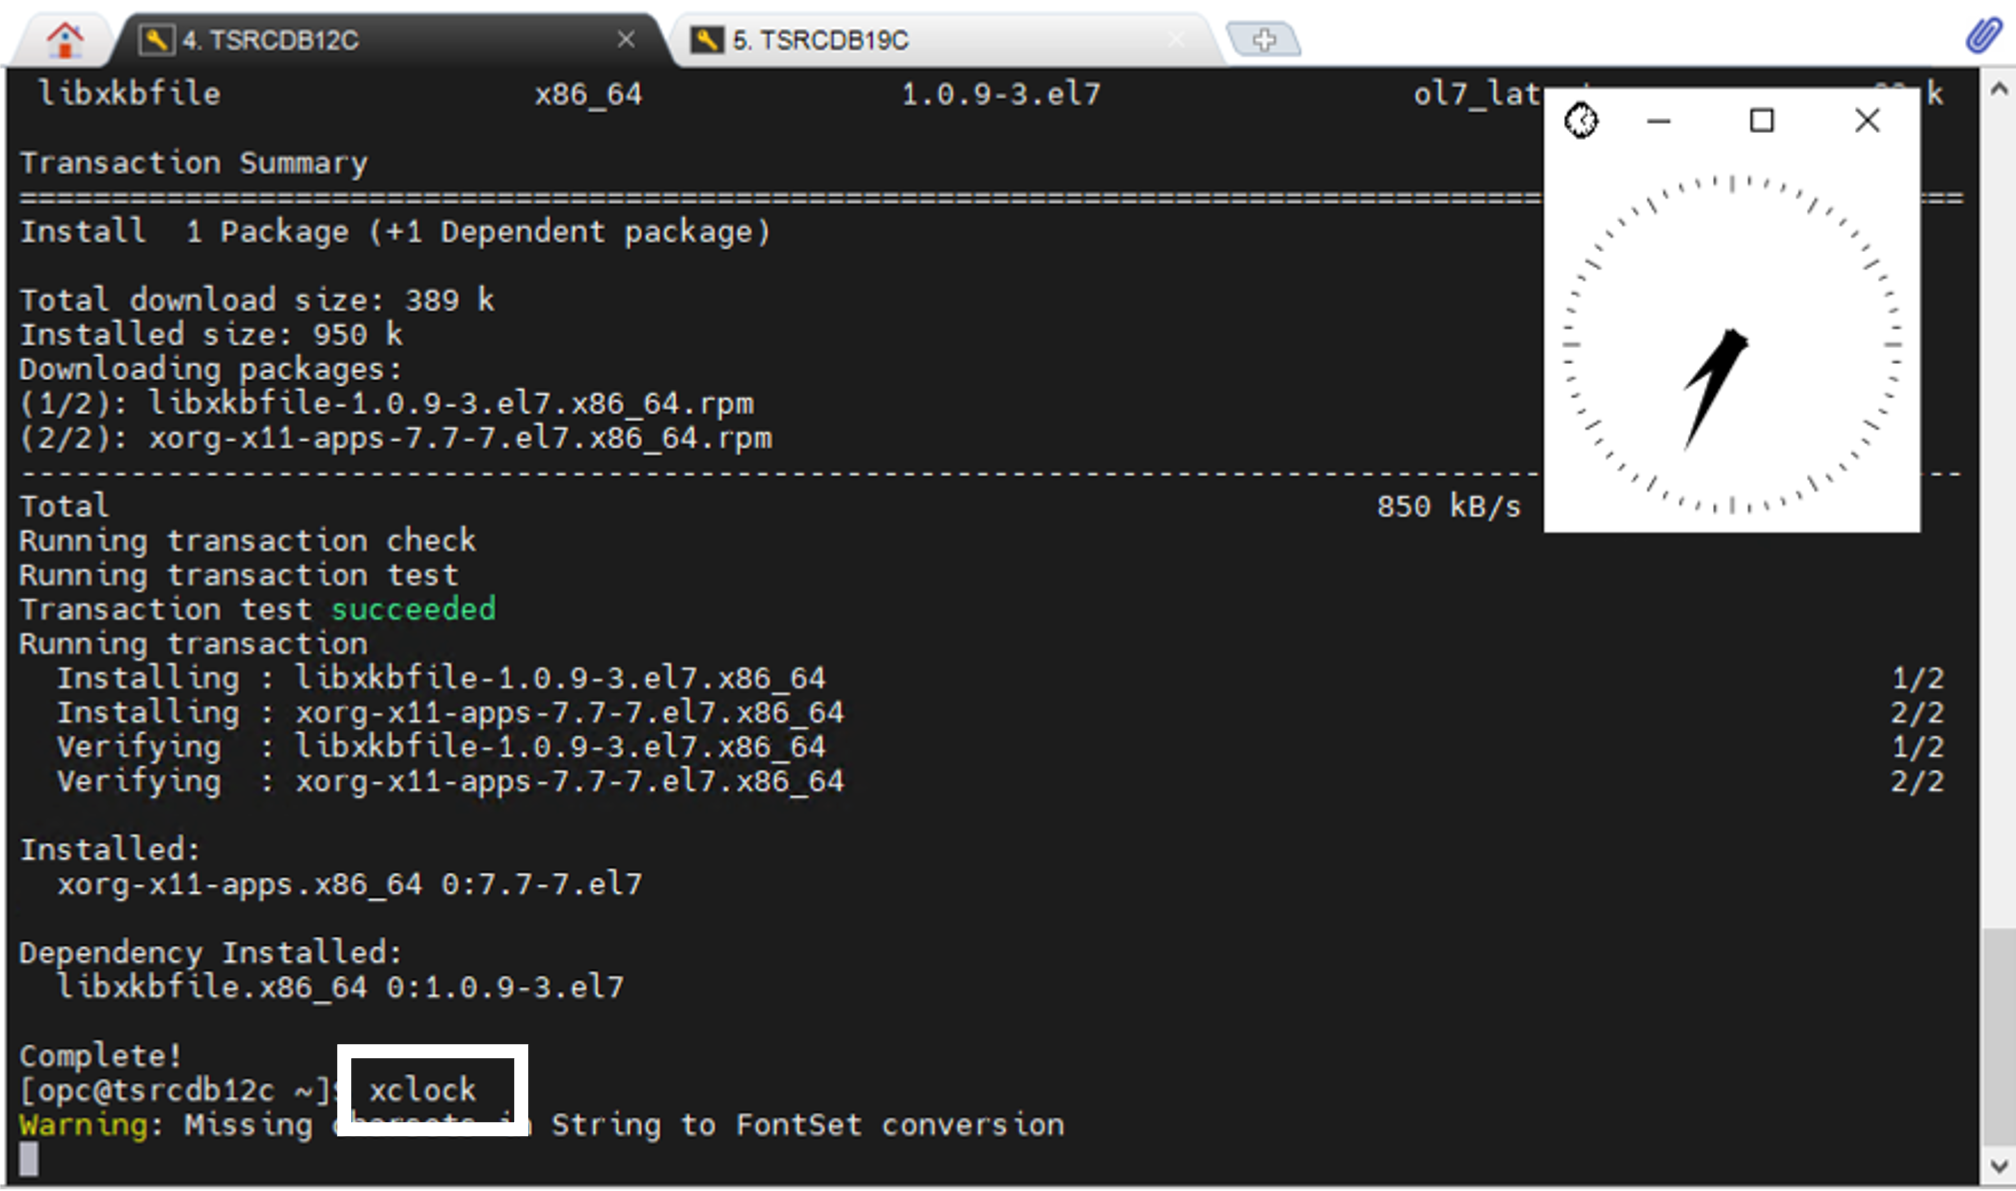 4. TSRCDB12C
5. TSRCDB19C
libxkbfile x86_64 1.0.9-3.el7 ol7_lat k
Transaction Summary
Install 1 Package (+1 Dependent package)
Total download size: 389 k
Installed size: 950 k
Downloading packages:
(1/2): libxkbfile-1.0.9-3.el7.x86_64.rpm
(2/2): xorg-x11-apps-7.7-7.el7.x86_64.rpm
Total 850 kB/s
Running transaction check
Running transaction test
Transaction test succeeded
Running transaction
Installing : libxkbfile-1.0.9-3.el7.x86_64 1/2
Installing : xorg-x11-apps-7.7-7.el7.x86_64 2/2
Verifying : libxkbfile-1.0.9-3.el7.x86_64 1/2
Verifying : xorg-x11-apps-7.7-7.el7.x86_64 2/2
Installed:
xorg-x11-apps.x86_64 0:7.7-7.el7
Dependency Installed:
libxkbfile.x86_64 0:1.0.9-3.el7
Complete!
[opc@tsrcdb12c ~]$ xclock
Warning: Missing charsets in String to FontSet conversion